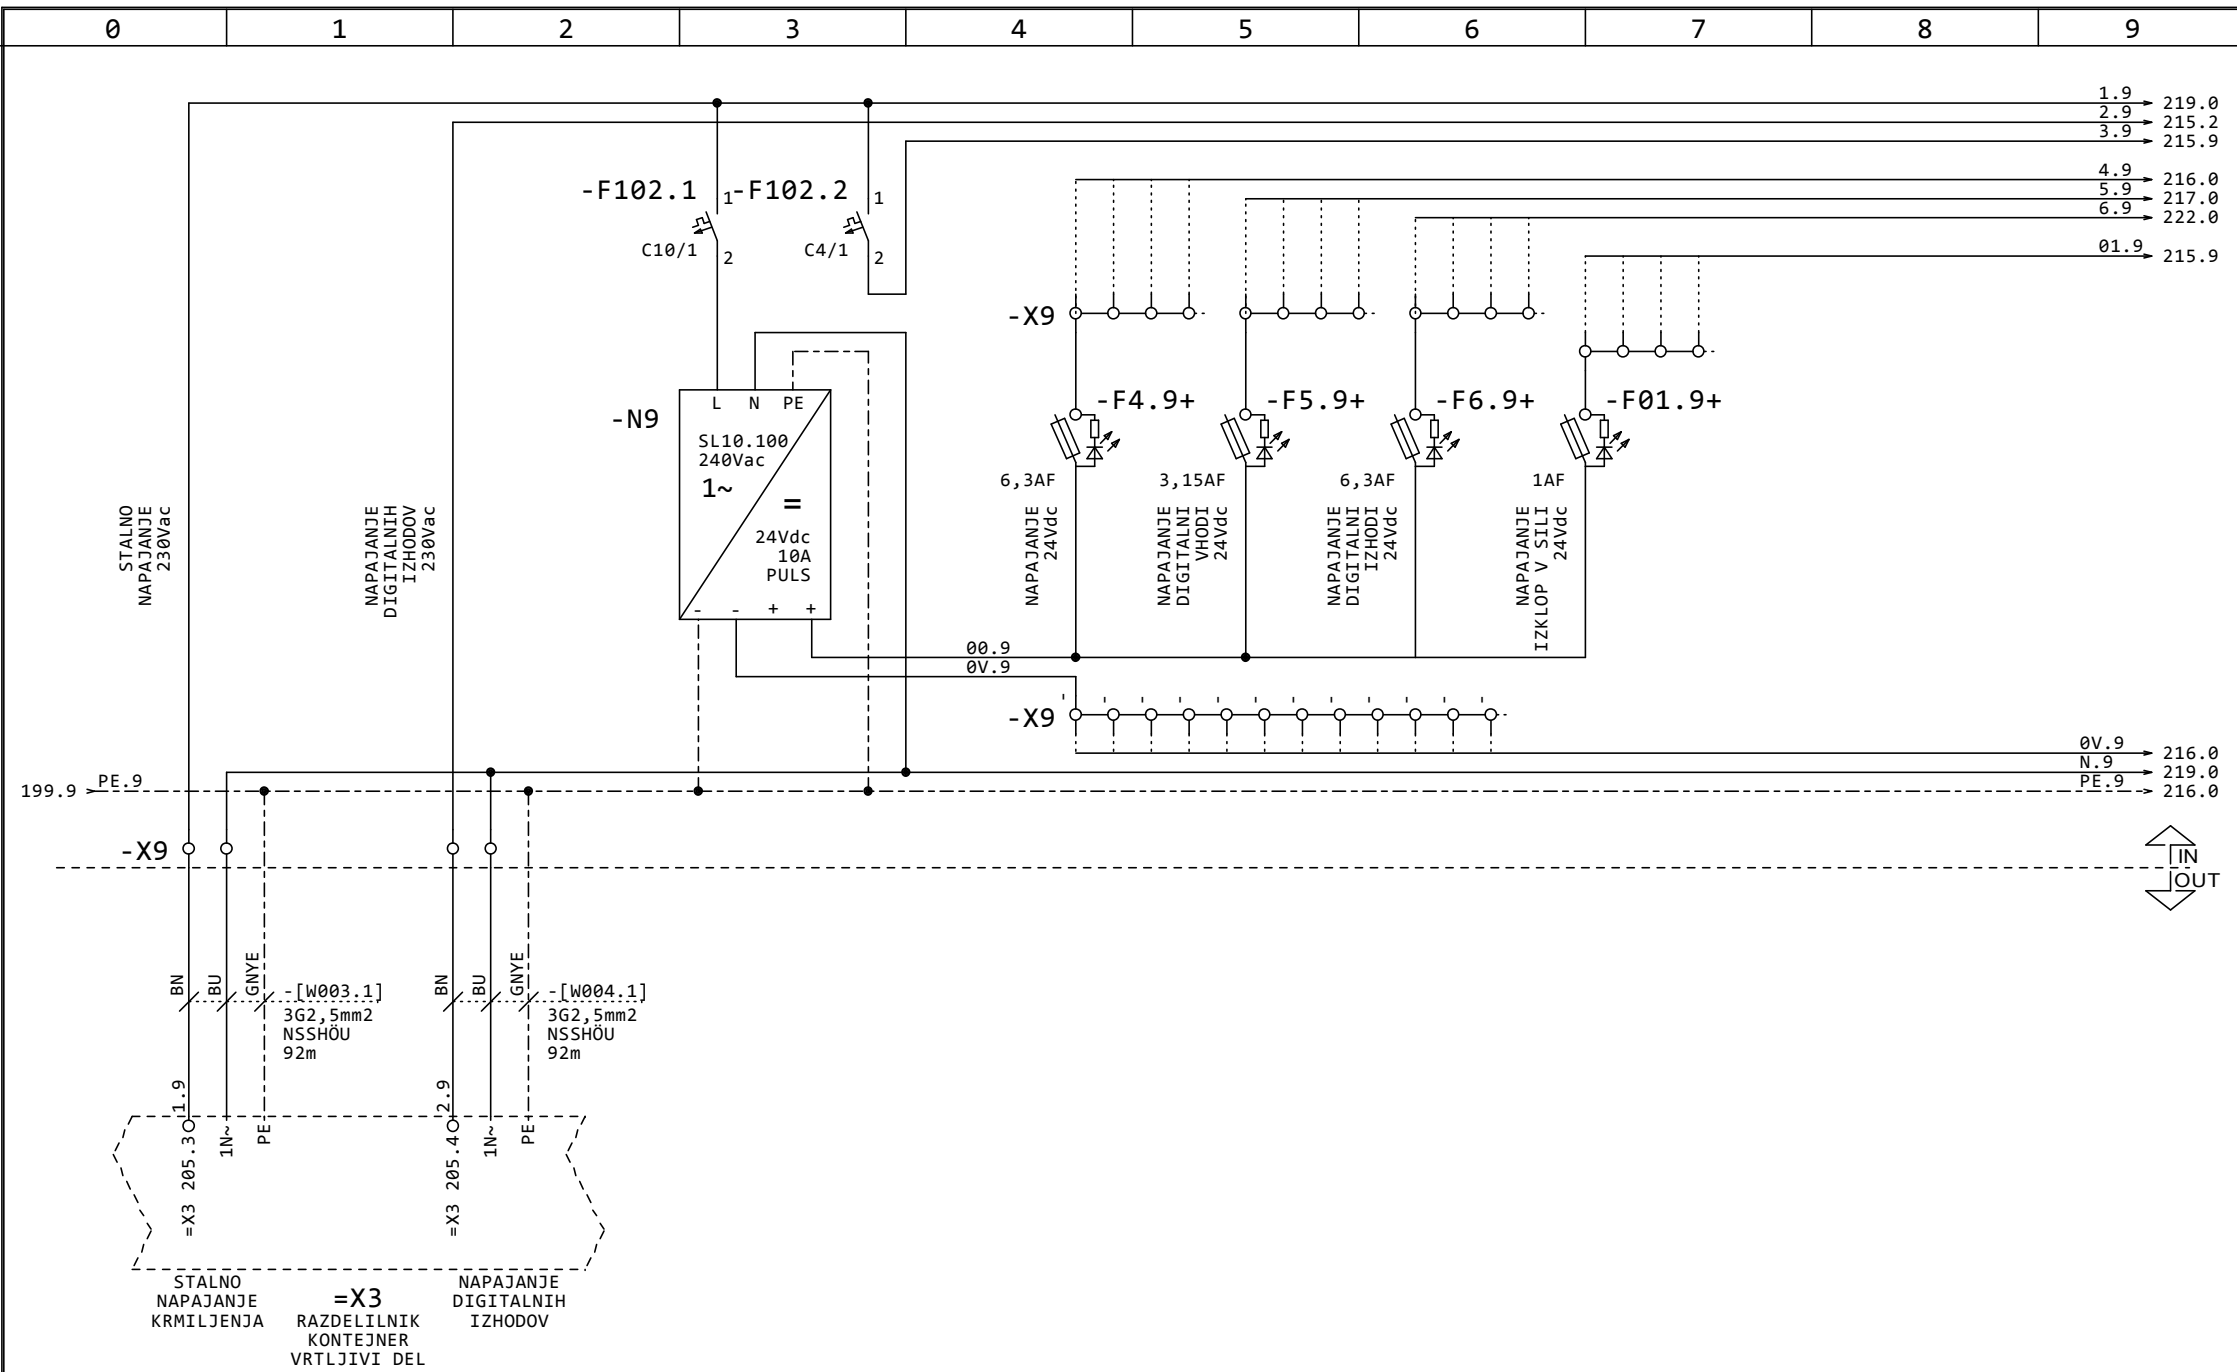 0 1 2 3 4 5 6 7 8 9
1.9 219.0
2.9 215.2
3.9 215.9
4.9 216.0
5.9 217.0
6.9 222.0
01.9 215.9
-F102.1
1
C10/1
2
-F102.2
1
C4/1
2
-X9
-N9
L N PE
SL10.100
240Vac
1~
=
24Vdc
10A
PULS
- - + +
-F4.9+
6,3AF
NAPAJANJE
24Vdc
-F5.9+
3,15AF
NAPAJANJE
DIGITALNI
VHODI
24Vdc
-F6.9+
6,3AF
NAPAJANJE
DIGITALNI
IZHODI
24Vdc
-F01.9+
1AF
NAPAJANJE
IZKLOP V SILI
24Vdc
STALNO
NAPAJANJE
230Vac
NAPAJANJE
DIGITALNIH
IZHODOV
230Vac
00.9
0V.9
-X9
0V.9 216.0
N.9 219.0
PE.9 216.0
199.9 PE.9
-X9
IN
OUT
BN
BU
GNYE
-[W003.1]
3G2,5mm2
NSSHÖU
92m
BN
BU
GNYE
-[W004.1]
3G2,5mm2
NSSHÖU
92m
1.9
=X3 205.3
1N~
PE
2.9
=X3 205.4
1N~
PE
STALNO
NAPAJANJE
KRMILJENJA
=X3
RAZDELILNIK
KONTEJNER
VRTLJIVI DEL
NAPAJANJE
DIGITALNIH
IZHODOV